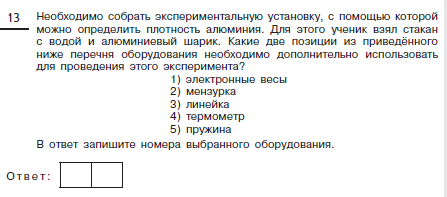 13 Необходимо собрать экспериментальную установку, с помощью которой
можно определить плотность алюминия. Для этого ученик взял стакан
с водой и алюминиевый шарик. Какие две позиции из приведённого
ниже перечня оборудования необходимо дополнительно использовать
для проведения этого эксперимента?
1) электронные весы
2) мензурка
3) линейка
4) термометр
5) пружина
В ответ запишите номера выбранного оборудования.
Ответ: